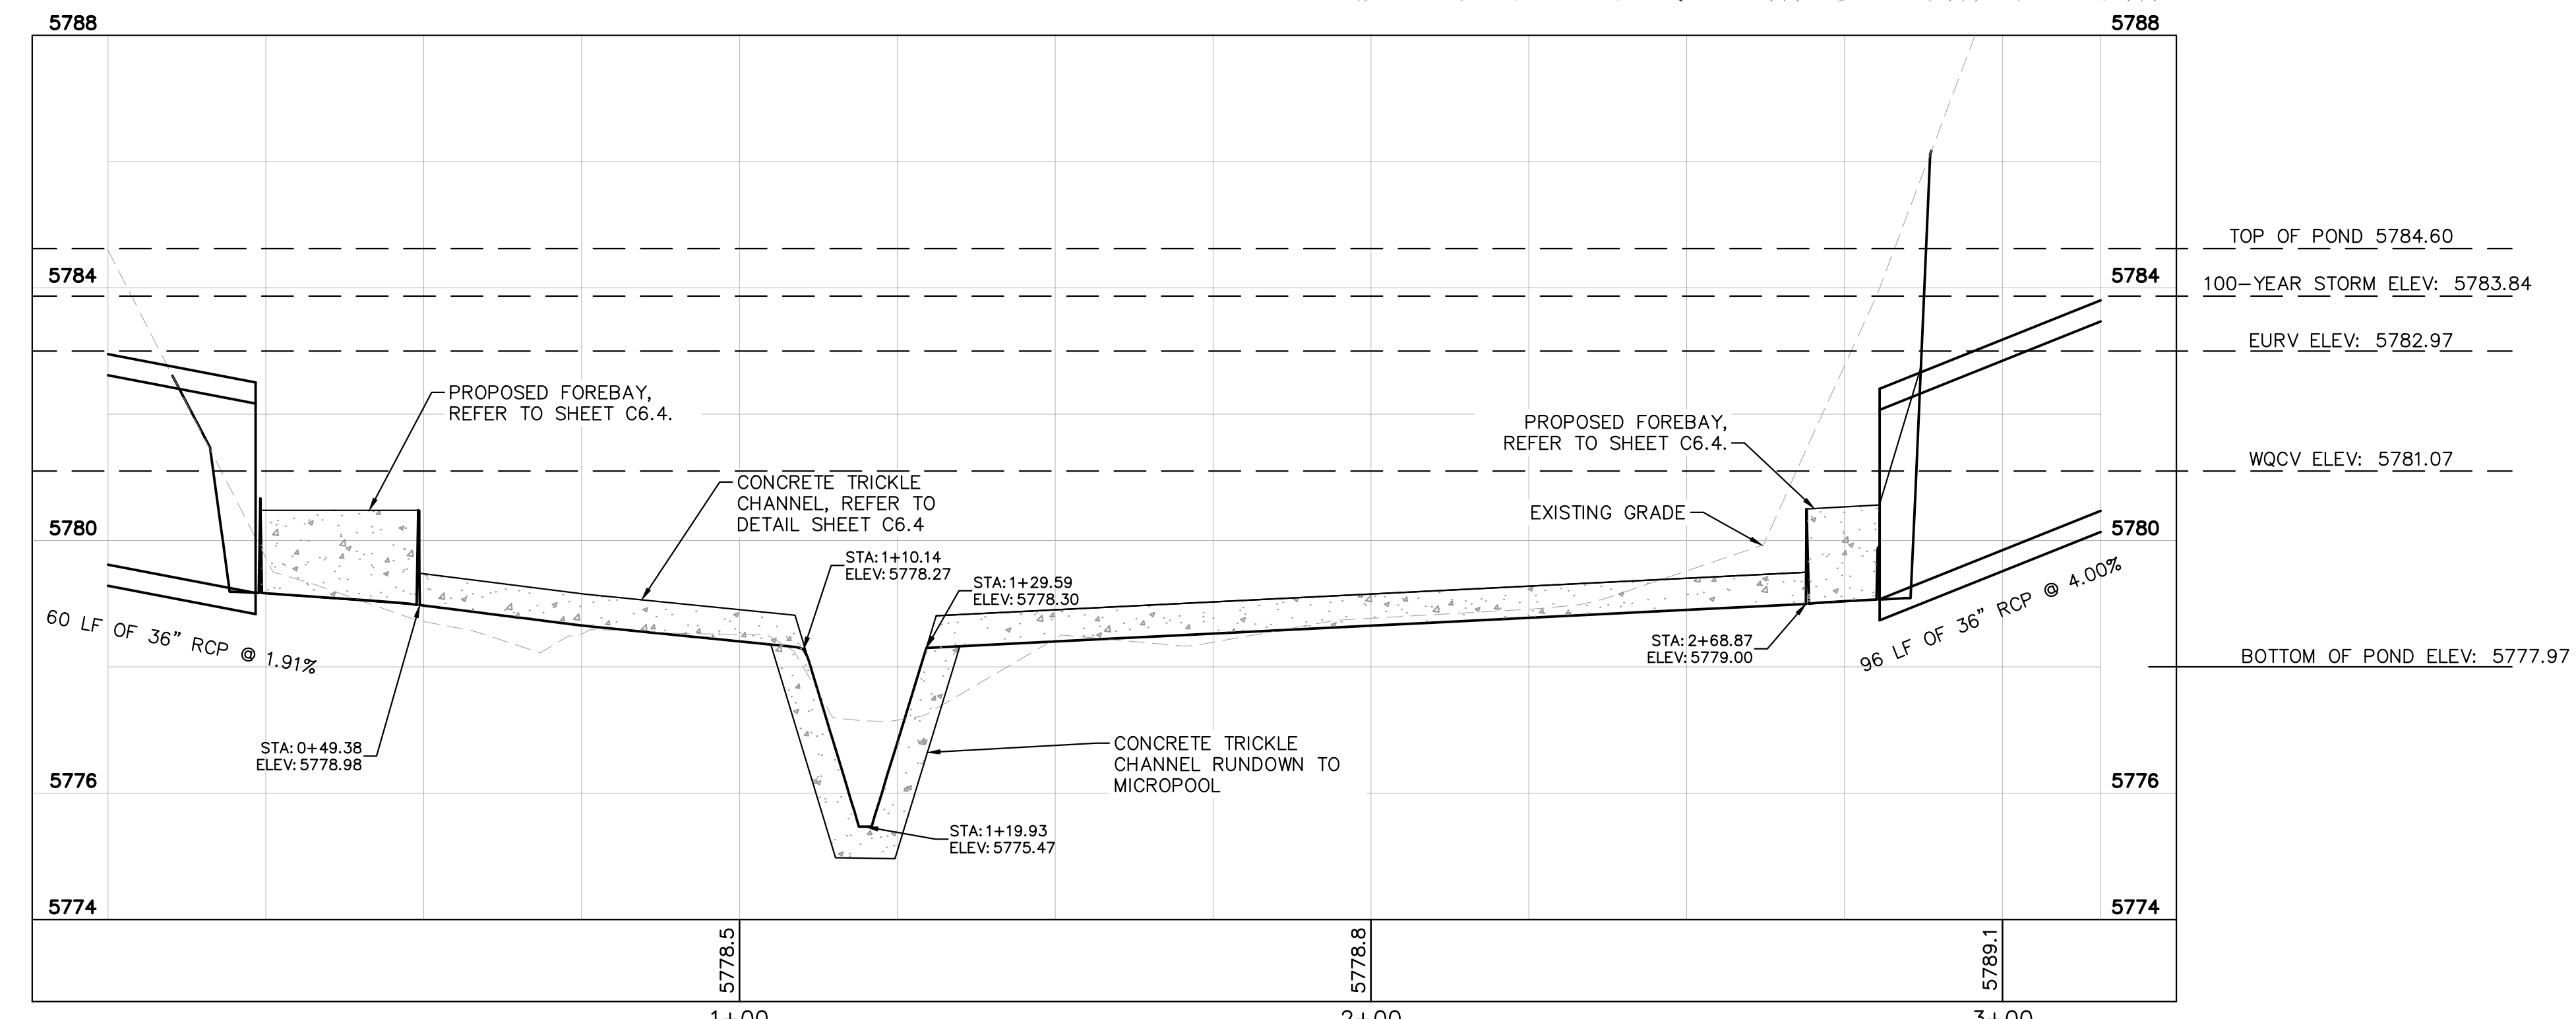 5788
5788
TOP OF POND 5784.60
5784
5784
100-YEAR STORM ELEV: 5783.84
EURV ELEV: 5782.97
PROPOSED FOREBAY,
REFER TO SHEET C6.4.
PROPOSED FOREBAY,
REFER TO SHEET C6.4.
WQCV ELEV: 5781.07
CONCRETE TRICKLE
CHANNEL, REFER TO
DETAIL SHEET C6.4
EXISTING GRADE
5780
5780
STA: 1+10.14
ELEV: 5778.27
STA: 1+29.59
ELEV: 5778.30
60 LF OF 36" RCP @ 1.91%
STA: 2+68.87
ELEV: 5779.00
96 LF OF 36" RCP @ 4.00%
BOTTOM OF POND ELEV: 5777.97
STA: 0+49.38
ELEV: 5778.98
CONCRETE TRICKLE
CHANNEL RUNDOWN TO
MICROPOOL
5776
5776
STA: 1+19.93
ELEV: 5775.47
5774
5774
5778.5
5778.8
5789.1
1+00
2+00
3+00